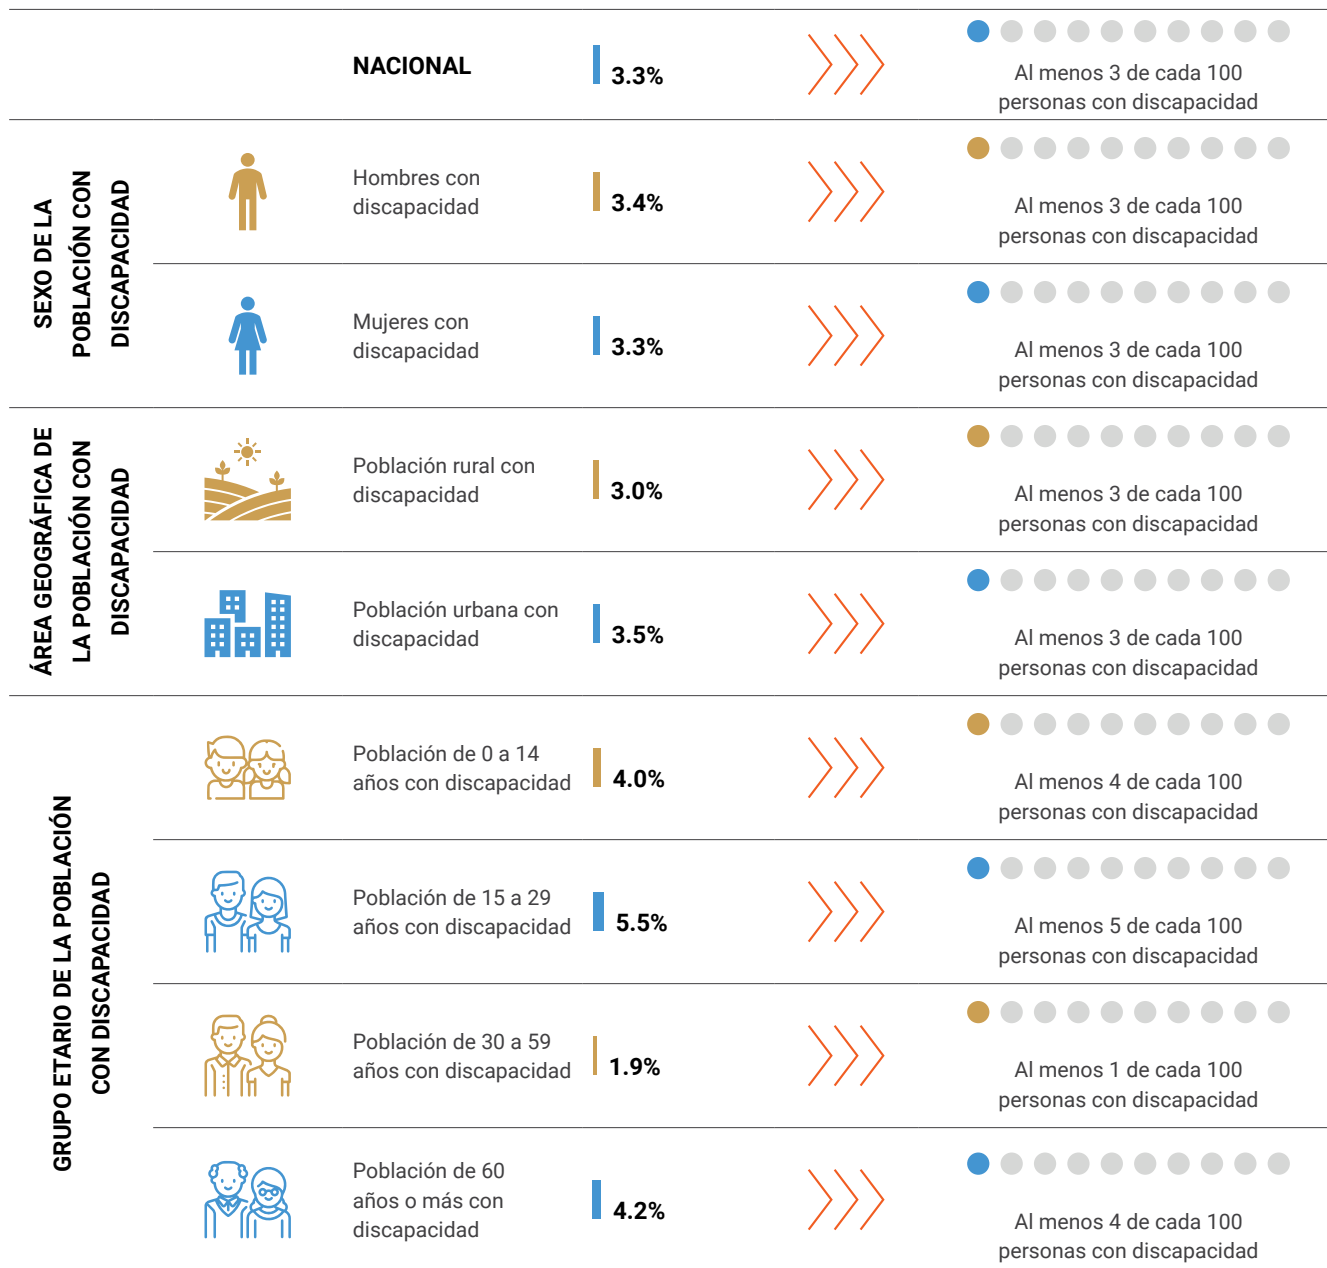 NACIONAL
3.3%
Al menos 3 de cada 100
personas con discapacidad
SEXO DE LA
POBLACIÓN CON
DISCAPACIDAD
Hombres con
discapacidad
3.4%
Al menos 3 de cada 100
personas con discapacidad
Mujeres con
discapacidad
3.3%
Al menos 3 de cada 100
personas con discapacidad
ÁREA GEOGRÁFICA DE
LA POBLACIÓN CON
DISCAPACIDAD
Población rural con
discapacidad
3.0%
Al menos 3 de cada 100
personas con discapacidad
Población urbana con
discapacidad
3.5%
Al menos 3 de cada 100
personas con discapacidad
GRUPO ETARIO DE LA POBLACIÓN
CON DISCAPACIDAD
Población de 0 a 14
años con discapacidad
4.0%
Al menos 4 de cada 100
personas con discapacidad
Población de 15 a 29
años con discapacidad
5.5%
Al menos 5 de cada 100
personas con discapacidad
Población de 30 a 59
años con discapacidad
1.9%
Al menos 1 de cada 100
personas con discapacidad
Población de 60
años o más con
discapacidad
4.2%
Al menos 4 de cada 100
personas con discapacidad